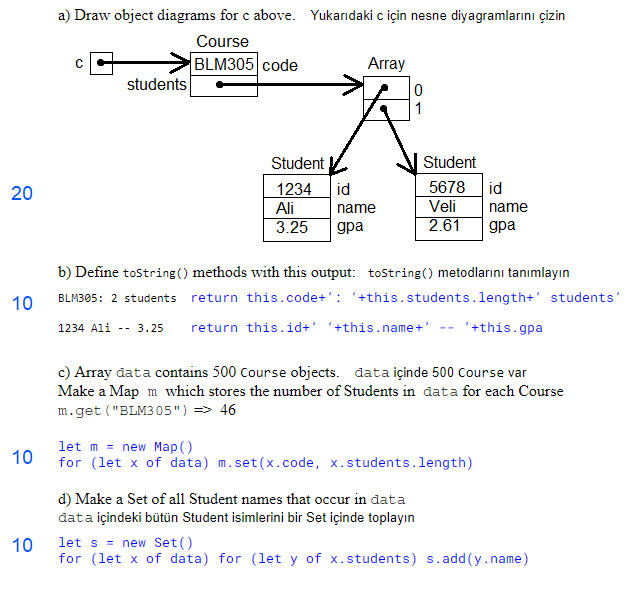 a) Draw object diagrams for c above. Yukarıdaki c için nesne diyagramlarını çizin
Course
c BLM305 code Array
students 0
1
Student Student
20 1234 id 5678 id
Ali name Veli name
3.25 gpa 2.61 gpa
b) Define toString() methods with this output: toString() metodlarını tanımlayın
10 BLM305: 2 students return this.code+': '+this.students.length+' students'
1234 Ali -- 3.25 return this.id+' '+this.name+' -- '+this.gpa
c) Array data contains 500 Course objects. data içinde 500 Course var
Make a Map m which stores the number of Students in data for each Course
m.get("BLM305") => 46
let m = new Map()
10 for (let x of data) m.set(x.code, x.students.length)
d) Make a Set of all Student names that occur in data
data içindeki bütün Student isimlerini bir Set içinde toplayın
10 let s = new Set()
for (let x of data) for (let y of x.students) s.add(y.name)